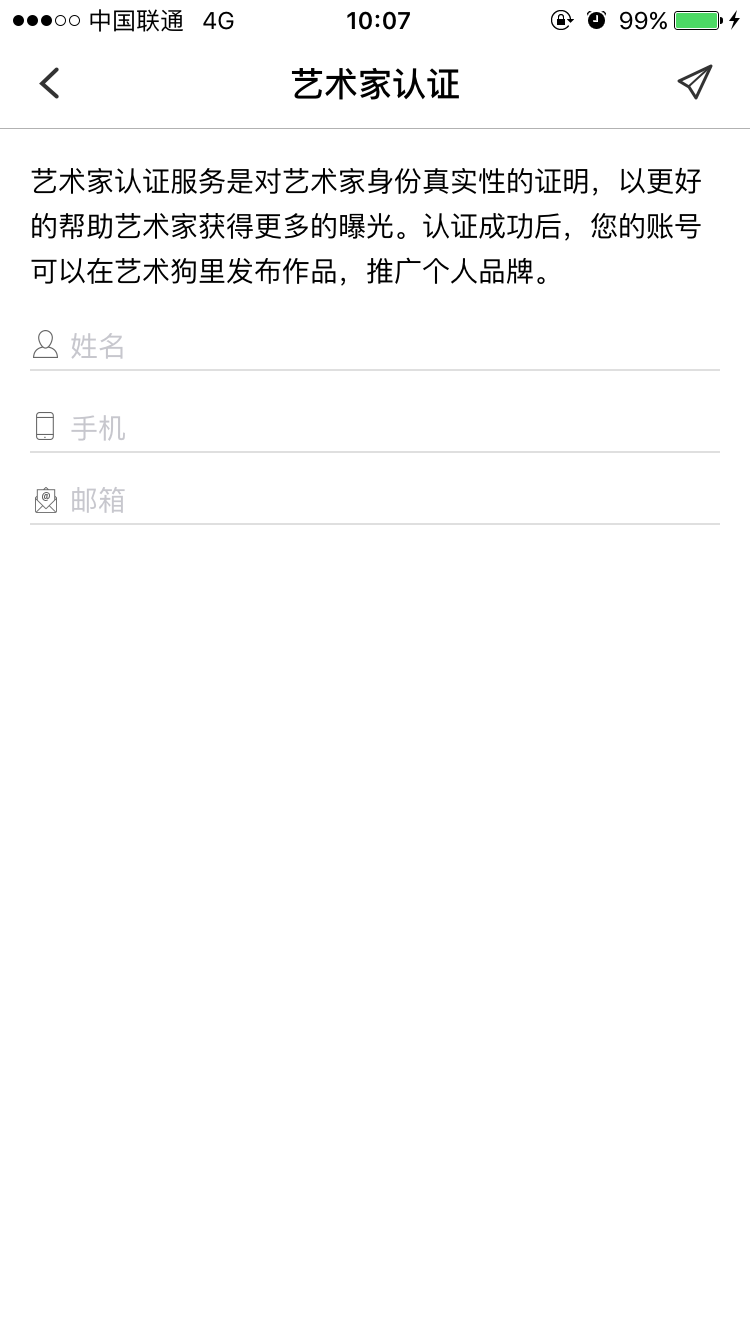 中国联通 4G 10:07 99%
艺术家认证
艺术家认证服务是对艺术家身份真实性的证明，以更好
的帮助艺术家获得更多的曝光。认证成功后，您的账号
可以在艺术狗里发布作品，推广个人品牌。
姓名
手机
@ 邮箱